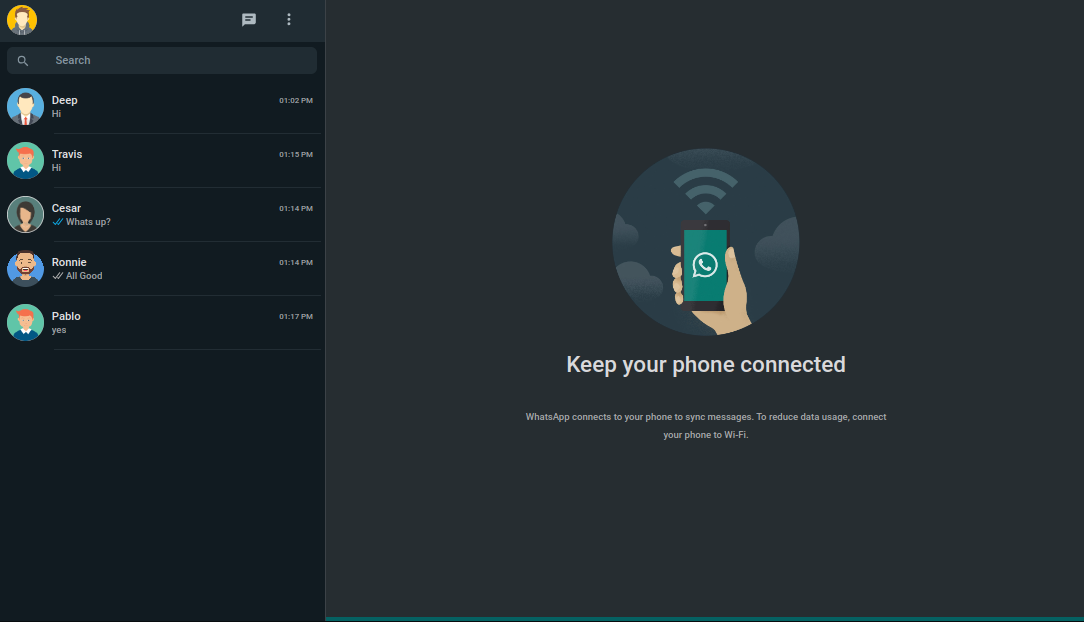 Search
Deep
01:02 PM
Hi
Travis
01:15 PM
Hi
Cesar
01:14 PM
Whats up?
Ronnie
01:14 PM
All Good
Pablo
01:17 PM
yes
Keep your phone connected
WhatsApp connects to your phone to sync messages. To reduce data usage, connect
your phone to Wi-Fi.